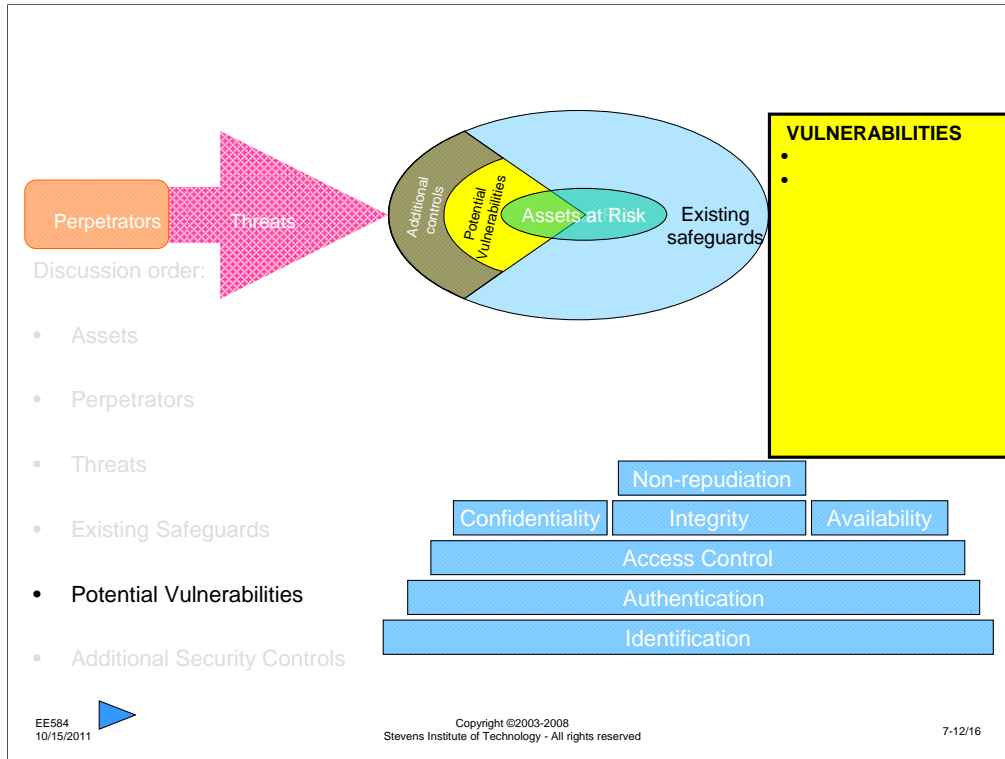 Perpetrators
Threats
Additional
controls
Potential
Vulnerabilities
Assets at Risk
Existing
safeguards
VULNERABILITIES
•
•
Discussion order:
• Assets
• Perpetrators
• Threats
• Existing Safeguards
• Potential Vulnerabilities
• Additional Security Controls
Non-repudiation
Confidentiality
Integrity
Availability
Access Control
Authentication
Identification
EE584
10/15/2011
Copyright ©2003-2008
Stevens Institute of Technology - All rights reserved
7-12/16